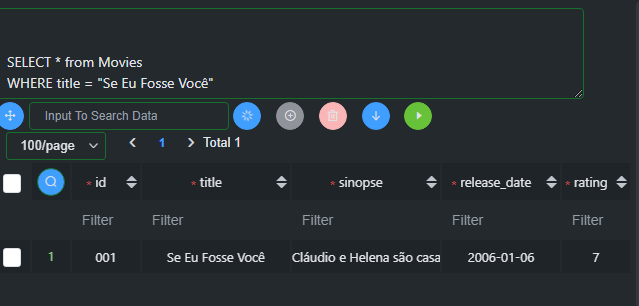 SELECT * from Movies
WHERE title = "Se Eu Fosse Você"
Input To Search Data
100/page 1 Total 1
* id * title * sinopse * release_date * rating
Filter Filter Filter Filter Filter
1 001 Se Eu Fosse Você Cláudio e Helena são casa 2006-01-06 7